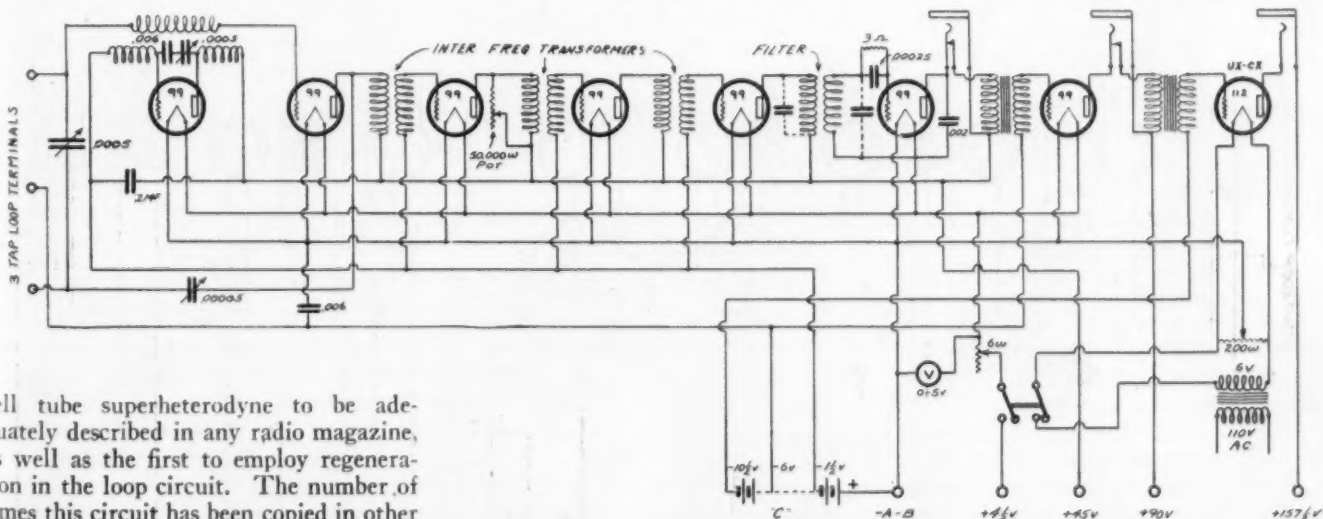 .006
.0005
INTER FREQ TRANSFORMERS
FILTER
3Ω
.00025
UX-CX
112
99
99
99
99
99
99
99
3 TAP LOOP TERMINALS
.0005
50,000ω
POT
.002
.00005
.006
6ω
200ω
6V
V
0-5V
110V
AC
-10½V
-6V
-1½V
+
"C"
-A-B
+4½V
+45V
+90V
+157½V
ell tube superheterodyne to be ade-
uately described in any radio magazine,
s well as the first to employ regenera-
on in the loop circuit. The number of
mes this circuit has been copied in other